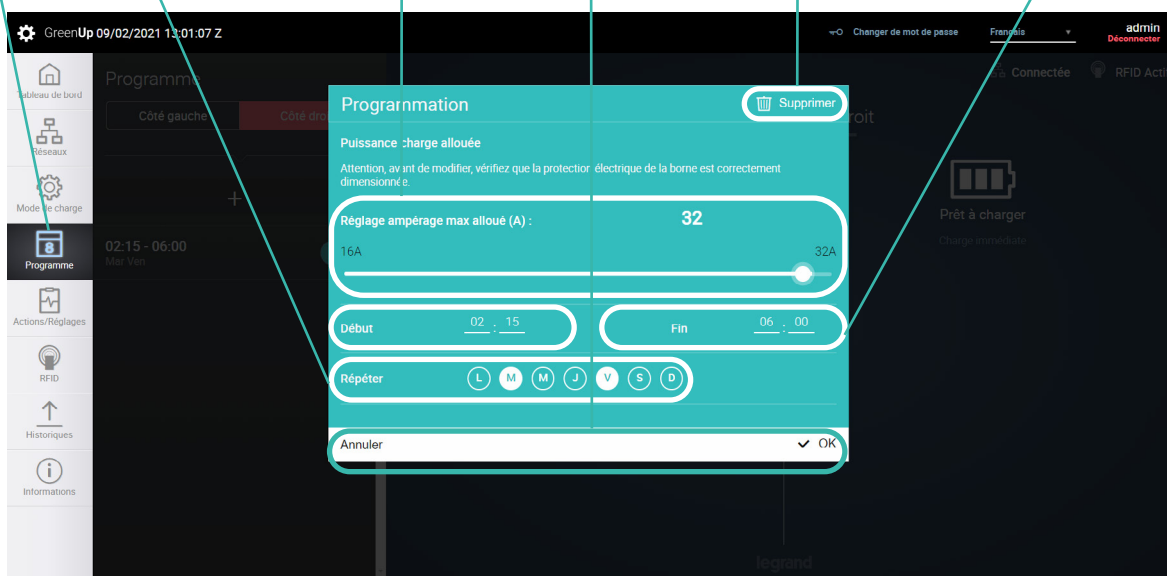 GreenUp 09/02/2021 13:01:07 Z
Changer de mot de passe
Français
admin
Déconnecter
Tableau de bord
Réseaux
Mode de charge
8
Programme
Actions/Réglages
RFID
Historiques
Informations
Programme
Côté gauche
+
02:15 - 06:00
Mar Ven
Connectée
RFID
Prêt à charger
Charge immédiate
legrand
Programmation
Supprimer
Puissance charge allouée
Attention, avant de modifier, vérifiez que la protection électrique de la borne est correctement
dimensionnée.
Réglage ampérage max alloué (A) :
32
16A
32A
Début
02 : 15
Fin
06 : 00
Répéter
L M M J V S D
Annuler
OK